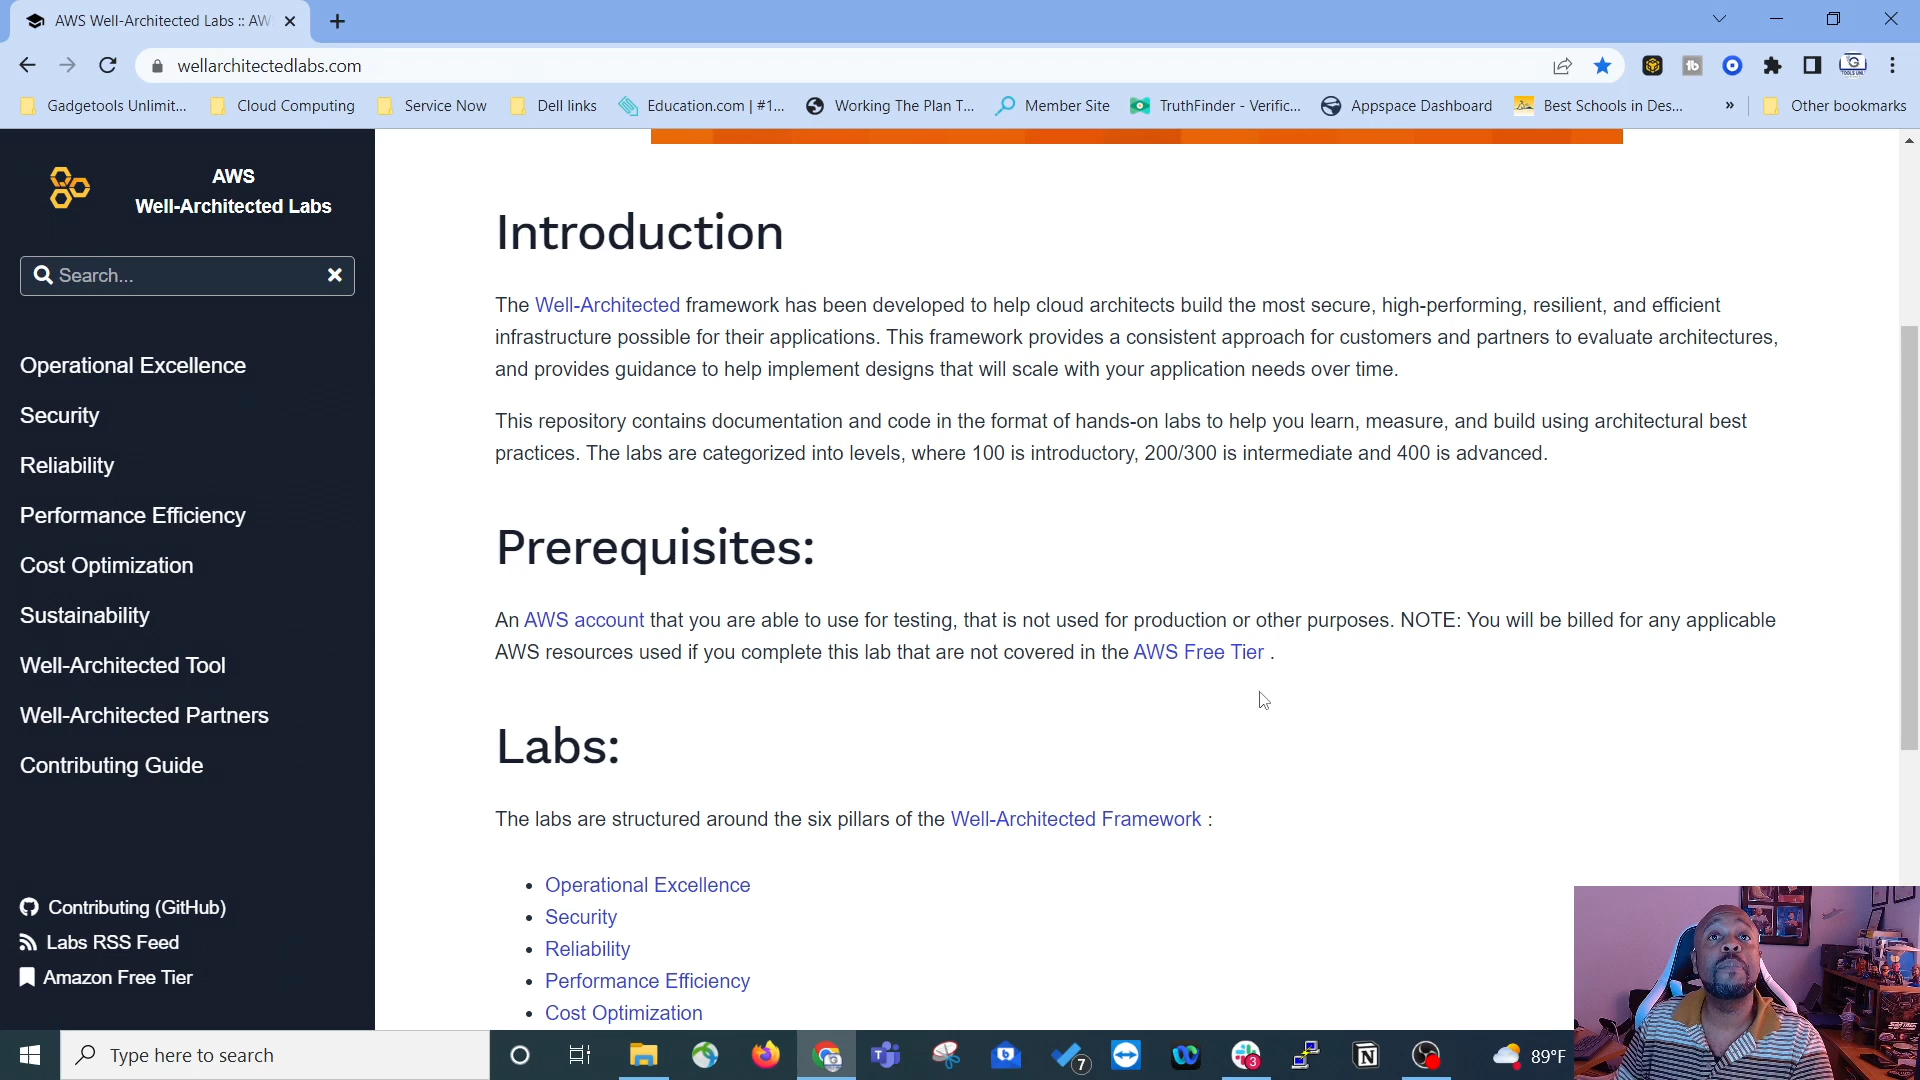 AWS Well-Architected Labs :: AW
wellarchitectedlabs.com
Gadgetools Unlimit...
Cloud Computing
Service Now
Dell links
Education.com | #1...
Working The Plan T...
Member Site
TruthFinder - Verific...
Appspace Dashboard
Best Schools in Des...
»
Other bookmarks
AWS
Well-Architected Labs
Search...
Operational Excellence
Security
Reliability
Performance Efficiency
Cost Optimization
Sustainability
Well-Architected Tool
Well-Architected Partners
Contributing Guide
Contributing (GitHub)
Labs RSS Feed
Amazon Free Tier
Introduction
The Well-Architected framework has been developed to help cloud architects build the most secure, high-performing, resilient, and efficient
infrastructure possible for their applications. This framework provides a consistent approach for customers and partners to evaluate architectures,
and provides guidance to help implement designs that will scale with your application needs over time.
This repository contains documentation and code in the format of hands-on labs to help you learn, measure, and build using architectural best
practices. The labs are categorized into levels, where 100 is introductory, 200/300 is intermediate and 400 is advanced.
Prerequisites:
An AWS account that you are able to use for testing, that is not used for production or other purposes. NOTE: You will be billed for any applicable
AWS resources used if you complete this lab that are not covered in the AWS Free Tier .
Labs:
The labs are structured around the six pillars of the Well-Architected Framework :
• Operational Excellence
• Security
• Reliability
• Performance Efficiency
• Cost Optimization
Type here to search
7
3
89°F